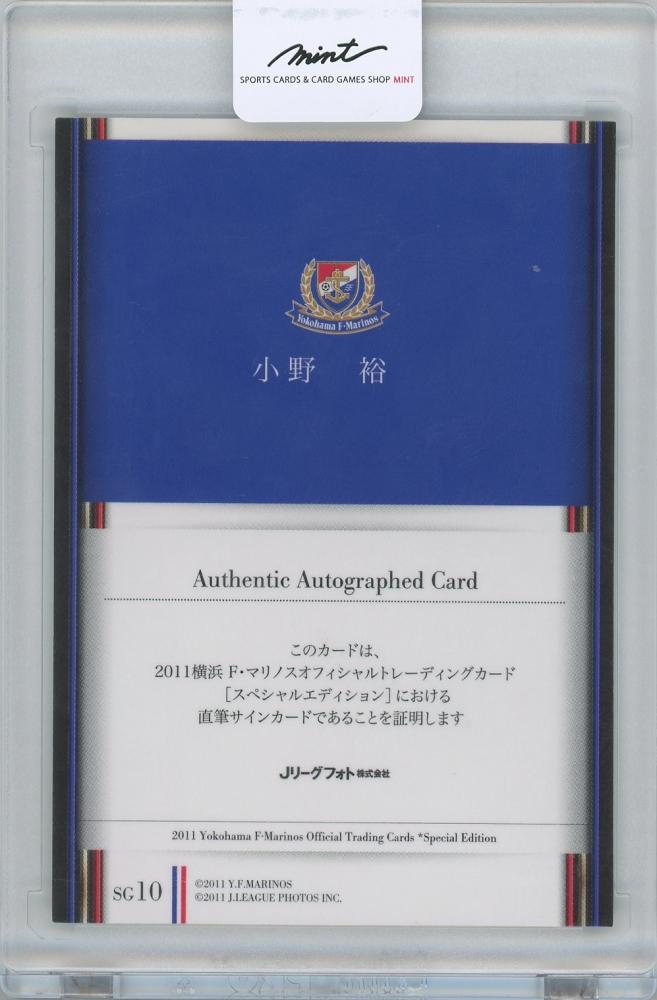 mint
SPORTS CARDS & CARD GAMES SHOP MINT
Yokohama F·Marinos
小野　裕
Authentic Autographed Card
このカードは、
2011横浜 F・マリノスオフィシャルトレーディングカード
［スペシャルエディション］における
直筆サインカードであることを証明します
Jリーグフォト株式会社
2011 Yokohama F·Marinos Official Trading Cards *Special Edition
SG10
©2011 Y.F.MARINOS
©2011 J.LEAGUE PHOTOS INC.